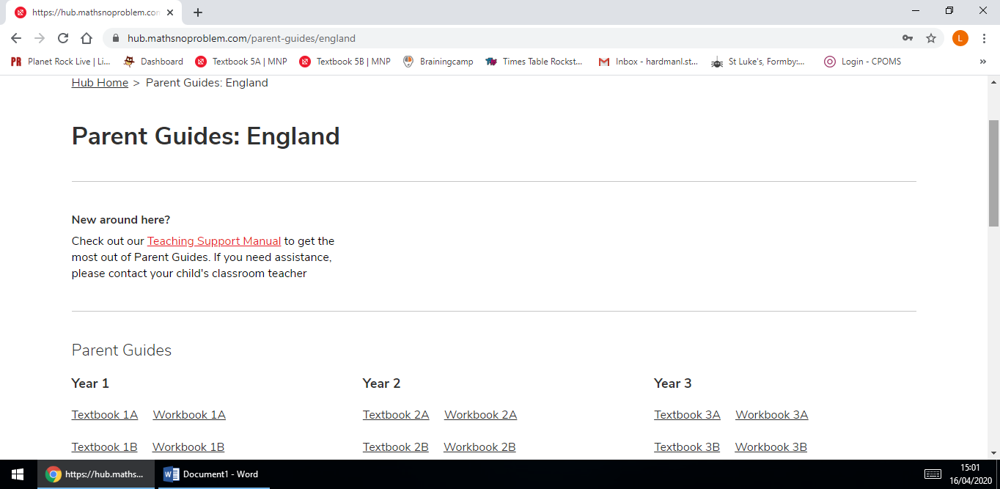 https://hub.mathsnoproblem.con
hub.mathsnoproblem.com/parent-guides/england
L
PR Planet Rock Live | Li... Dashboard Textbook 5A | MNP Textbook 5B | MNP Brainingcamp Times Table Rockst... Inbox - hardmanl.st... St Luke's, Formby:... Login - CPOMS »
Hub Home > Parent Guides: England
Parent Guides: England
New around here?
Check out our Teaching Support Manual to get the
most out of Parent Guides. If you need assistance,
please contact your child's classroom teacher
Parent Guides
Year 1 Year 2 Year 3
Textbook 1A Workbook 1A Textbook 2A Workbook 2A Textbook 3A Workbook 3A
Textbook 1B Workbook 1B Textbook 2B Workbook 2B Textbook 3B Workbook 3B
https://hub.maths... Document1 - Word 15:01
16/04/2020